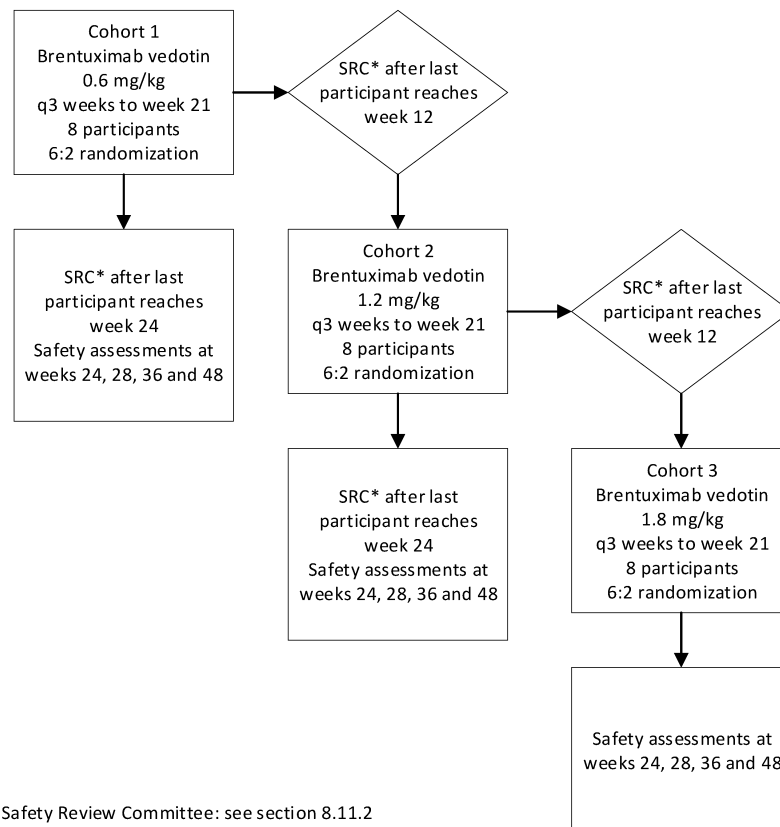 Cohort 1
Brentuximab vedotin
0.6 mg/kg
q3 weeks to week 21
8 participants
6:2 randomization
SRC* after last
participant reaches
week 12
SRC* after last
participant reaches
week 24
Safety assessments at
weeks 24, 28, 36 and 48
Cohort 2
Brentuximab vedotin
1.2 mg/kg
q3 weeks to week 21
8 participants
6:2 randomization
SRC* after last
participant reaches
week 12
SRC* after last
participant reaches
week 24
Safety assessments at
weeks 24, 28, 36 and 48
Cohort 3
Brentuximab vedotin
1.8 mg/kg
q3 weeks to week 21
8 participants
6:2 randomization
Safety assessments at
weeks 24, 28, 36 and 48
Safety Review Committee: see section 8.11.2